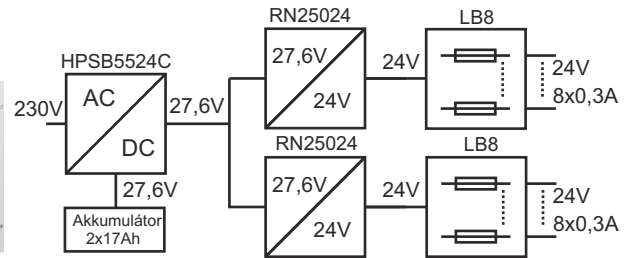 RN25024
LB8
HPSB5524C
27,6V
24V
24V
24V
8x0,3A
230V
AC
DC
27,6V
27,6V
Akkumulátor
2x17Ah
RN25024
LB8
27,6V
24V
24V
24V
8x0,3A